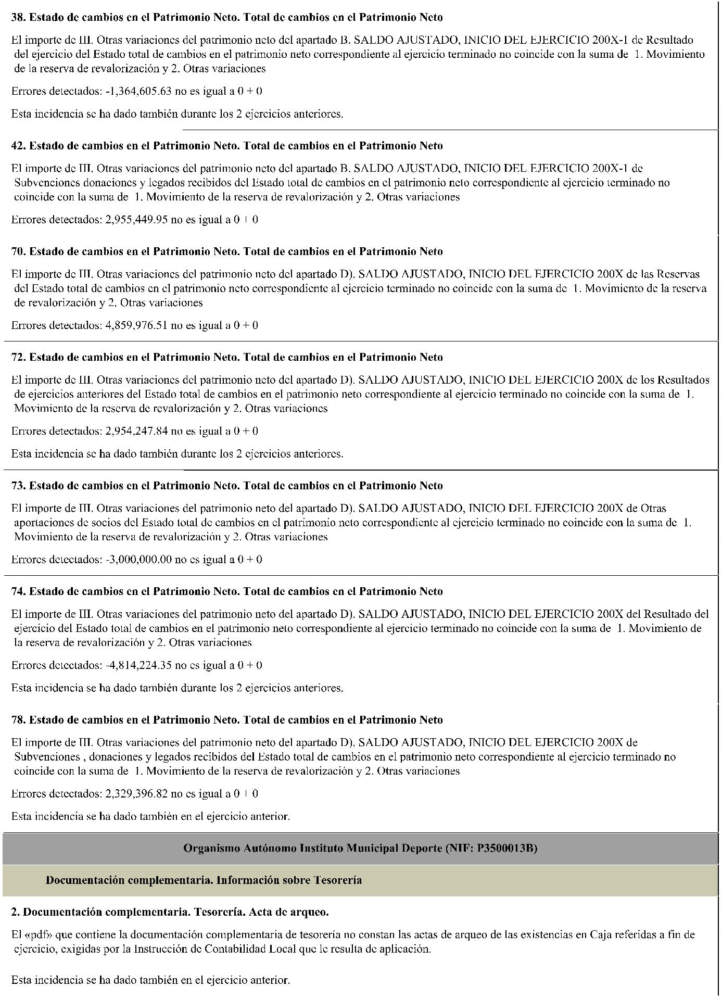 38. Estado de cambios en el Patrimonio Neto. Total de cambios en el Patrimonio Neto
El importe de III. Otras variaciones del patrimonio neto del apartado B. SALDO AJUSTADO, INICIO DEL EJERCICIO 200X-1 de Resultado
del ejercicio del Estado total de cambios en el patrimonio neto correspondiente al ejercicio terminado no coincide con la suma de 1. Movimiento
de la reserva de revalorización y 2. Otras variaciones
Errores detectados: -1,364,605.63 no es igual a 0 + 0
Esta incidencia se ha dado también durante los 2 ejercicios anteriores.
42. Estado de cambios en el Patrimonio Neto. Total de cambios en el Patrimonio Neto
El importe de III. Otras variaciones del patrimonio neto del apartado B. SALDO AJUSTADO, INICIO DEL EJERCICIO 200X-1 de
Subvenciones donaciones y legados recibidos del Estado total de cambios en el patrimonio neto correspondiente al ejercicio terminado no
coincide con la suma de 1. Movimiento de la reserva de revalorización y 2. Otras variaciones
Errores detectados: 2,955,449.95 no es igual a 0 + 0
70. Estado de cambios en el Patrimonio Neto. Total de cambios en el Patrimonio Neto
El importe de III. Otras variaciones del patrimonio neto del apartado D). SALDO AJUSTADO, INICIO DEL EJERCICIO 200X de las Reservas
del Estado total de cambios en el patrimonio neto correspondiente al ejercicio terminado no coincide con la suma de 1. Movimiento de la reserva
de revalorización y 2. Otras variaciones
Errores detectados: 4,859,976.51 no es igual a 0 + 0
72. Estado de cambios en el Patrimonio Neto. Total de cambios en el Patrimonio Neto
El importe de III. Otras variaciones del patrimonio neto del apartado D). SALDO AJUSTADO, INICIO DEL EJERCICIO 200X de los Resultados
de ejercicios anteriores del Estado total de cambios en el patrimonio neto correspondiente al ejercicio terminado no coincide con la suma de 1.
Movimiento de la reserva de revalorización y 2. Otras variaciones
Errores detectados: 2,954,247.84 no es igual a 0 + 0
Esta incidencia se ha dado también durante los 2 ejercicios anteriores.
73. Estado de cambios en el Patrimonio Neto. Total de cambios en el Patrimonio Neto
El importe de III. Otras variaciones del patrimonio neto del apartado D). SALDO AJUSTADO, INICIO DEL EJERCICIO 200X de Otras
aportaciones de socios del Estado total de cambios en el patrimonio neto correspondiente al ejercicio terminado no coincide con la suma de 1.
Movimiento de la reserva de revalorización y 2. Otras variaciones
Errores detectados: -3,000,000.00 no es igual a 0 + 0
74. Estado de cambios en el Patrimonio Neto. Total de cambios en el Patrimonio Neto
El importe de III. Otras variaciones del patrimonio neto del apartado D). SALDO AJUSTADO, INICIO DEL EJERCICIO 200X del Resultado del
ejercicio del Estado total de cambios en el patrimonio neto correspondiente al ejercicio terminado no coincide con la suma de 1. Movimiento de
la reserva de revalorización y 2. Otras variaciones
Errores detectados: -4,814,224.35 no es igual a 0 + 0
Esta incidencia se ha dado también durante los 2 ejercicios anteriores.
78. Estado de cambios en el Patrimonio Neto. Total de cambios en el Patrimonio Neto
El importe de III. Otras variaciones del patrimonio neto del apartado D). SALDO AJUSTADO, INICIO DEL EJERCICIO 200X de
Subvenciones , donaciones y legados recibidos del Estado total de cambios en el patrimonio neto correspondiente al ejercicio terminado no
coincide con la suma de 1. Movimiento de la reserva de revalorización y 2. Otras variaciones
Errores detectados: 2,329,396.82 no es igual a 0 + 0
Esta incidencia se ha dado también en el ejercicio anterior.
Organismo Autónomo Instituto Municipal Deporte (NIF: P3500013B)
Documentación complementaria. Información sobre Tesorería
2. Documentación complementaria. Tesorería. Acta de arqueo.
El «pdf» que contiene la documentación complementaria de tesorería no constan las actas de arqueo de las existencias en Caja referidas a fin de
ejercicio, exigidas por la Instrucción de Contabilidad Local que le resulta de aplicación.
Esta incidencia se ha dado también en el ejercicio anterior.